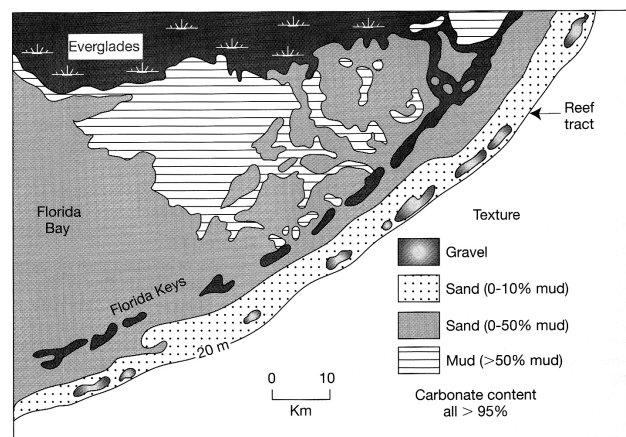 Everglades
Reef
tract
Florida
Bay
Texture
Gravel
Florida Keys
Sand (0-10% mud)
Sand (0-50% mud)
20 m
Mud (>50% mud)
0 10
Km
Carbonate content
all > 95%